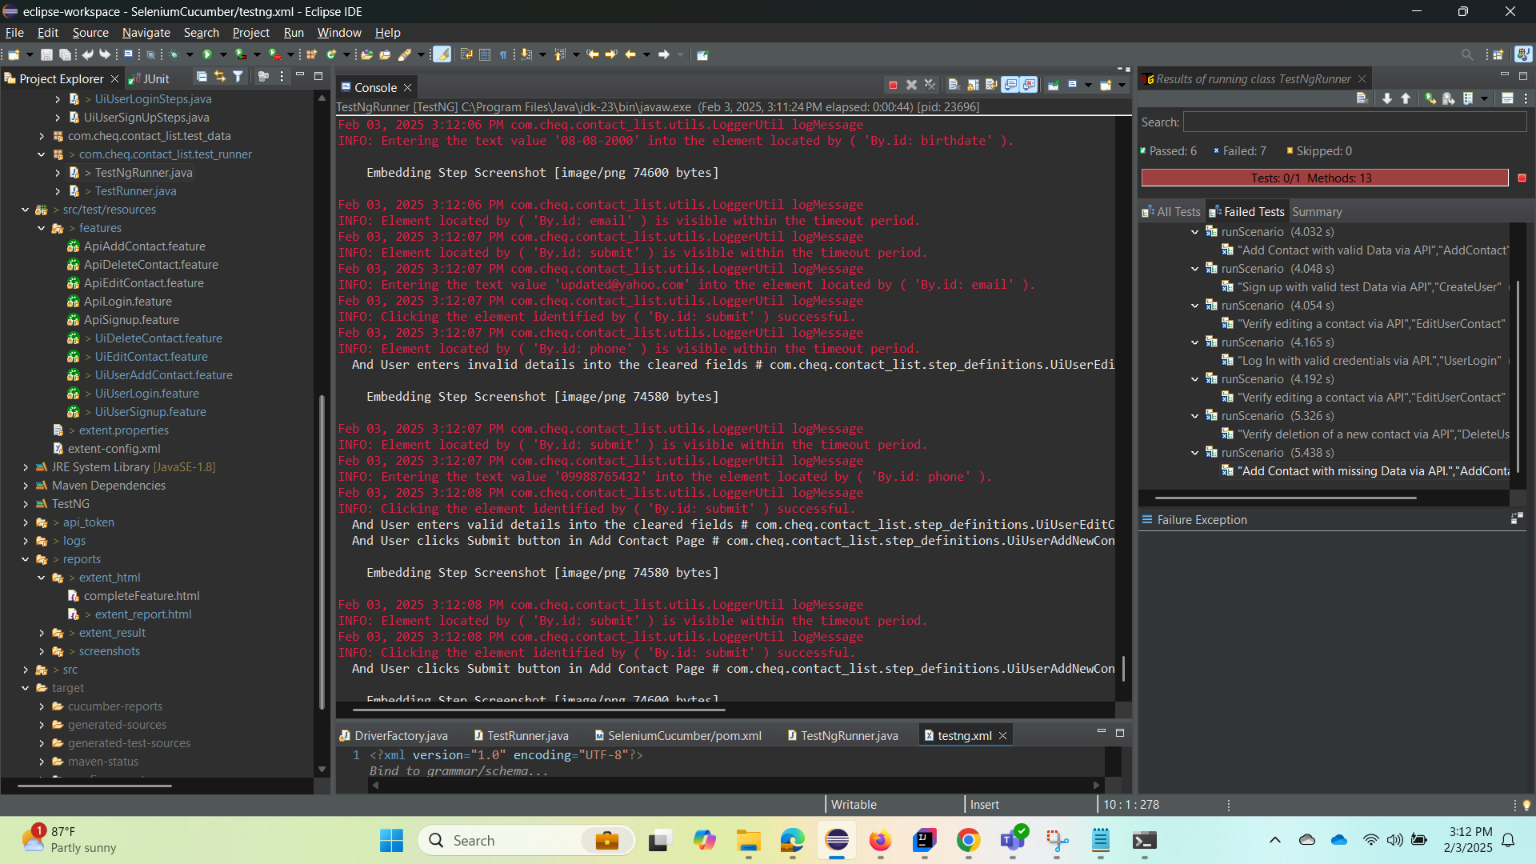 eclipse-workspace - SeleniumCucumber/testng.xml - Eclipse IDE
File Edit Source Navigate Search Project Run Window Help
Project Explorer
JUnit
> UiUserLoginSteps.java
UiUserSignUpSteps.java
com.cheq.contact_list.test_data
> com.cheq.contact_list.test_runner
> TestNgRunner.java
> TestRunner.java
> src/test/resources
> features
ApiAddContact.feature
ApiDeleteContact.feature
ApiEditContact.feature
ApiLogin.feature
ApiSignup.feature
> UiDeleteContact.feature
> UiEditContact.feature
> UiUserAddContact.feature
> UiUserLogin.feature
> UiUserSignup.feature
> extent.properties
extent-config.xml
JRE System Library [JavaSE-1.8]
Maven Dependencies
TestNG
> api_token
> logs
> reports
> extent_html
completeFeature.html
> extent_report.html
> extent_result
> screenshots
> src
target
cucumber-reports
generated-sources
generated-test-sources
maven-status
Console
TestNgRunner [TestNG] C:\Program Files\Java\jdk-23\bin\javaw.exe (Feb 3, 2025, 3:11:24 PM elapsed: 0:00:44) [pid: 23696]
Feb 03, 2025 3:12:06 PM com.cheq.contact_list.utils.LoggerUtil logMessage
INFO: Entering the text value '08-08-2000' into the element located by ( 'By.id: birthdate' ).
Embedding Step Screenshot [image/png 74600 bytes]
Feb 03, 2025 3:12:06 PM com.cheq.contact_list.utils.LoggerUtil logMessage
INFO: Element located by ( 'By.id: email' ) is visible within the timeout period.
Feb 03, 2025 3:12:07 PM com.cheq.contact_list.utils.LoggerUtil logMessage
INFO: Element located by ( 'By.id: submit' ) is visible within the timeout period.
Feb 03, 2025 3:12:07 PM com.cheq.contact_list.utils.LoggerUtil logMessage
INFO: Entering the text value 'updated@yahoo.com' into the element located by ( 'By.id: email' ).
Feb 03, 2025 3:12:07 PM com.cheq.contact_list.utils.LoggerUtil logMessage
INFO: Clicking the element identified by ( 'By.id: submit' ) successful.
Feb 03, 2025 3:12:07 PM com.cheq.contact_list.utils.LoggerUtil logMessage
INFO: Element located by ( 'By.id: phone' ) is visible within the timeout period.
And User enters invalid details into the cleared fields # com.cheq.contact_list.step_definitions.UiUserEdi
Embedding Step Screenshot [image/png 74580 bytes]
Feb 03, 2025 3:12:07 PM com.cheq.contact_list.utils.LoggerUtil logMessage
INFO: Element located by ( 'By.id: submit' ) is visible within the timeout period.
Feb 03, 2025 3:12:07 PM com.cheq.contact_list.utils.LoggerUtil logMessage
INFO: Entering the text value '09988765432' into the element located by ( 'By.id: phone' ).
Feb 03, 2025 3:12:08 PM com.cheq.contact_list.utils.LoggerUtil logMessage
INFO: Clicking the element identified by ( 'By.id: submit' ) successful.
And User enters valid details into the cleared fields # com.cheq.contact_list.step_definitions.UiUserEditC
And User clicks Submit button in Add Contact Page # com.cheq.contact_list.step_definitions.UiUserAddNewCon
Embedding Step Screenshot [image/png 74580 bytes]
Feb 03, 2025 3:12:08 PM com.cheq.contact_list.utils.LoggerUtil logMessage
INFO: Element located by ( 'By.id: submit' ) is visible within the timeout period.
Feb 03, 2025 3:12:08 PM com.cheq.contact_list.utils.LoggerUtil logMessage
INFO: Clicking the element identified by ( 'By.id: submit' ) successful.
And User clicks Submit button in Add Contact Page # com.cheq.contact_list.step_definitions.UiUserAddNewCon
Embedding Step Screenshot [image/png 74600 bytes]
DriverFactory.java TestRunner.java SeleniumCucumber/pom.xml TestNgRunner.java testng.xml
1 <?xml version="1.0" encoding="UTF-8"?>
Bind to grammar/schema...
Results of running class TestNgRunner
Search:
Passed: 6 Failed: 7 Skipped: 0
Tests: 0/1 Methods: 13
All Tests Failed Tests Summary
runScenario (4.032 s)
"Add Contact with valid Data via API","AddContact"
runScenario (4.048 s)
"Sign up with valid test Data via API","CreateUser"
runScenario (4.054 s)
"Verify editing a contact via API","EditUserContact"
runScenario (4.165 s)
"Log In with valid credentials via API.","UserLogin"
runScenario (4.192 s)
"Verify editing a contact via API","EditUserContact"
runScenario (5.326 s)
"Verify deletion of a new contact via API","DeleteUs
runScenario (5.438 s)
"Add Contact with missing Data via API.","AddConta
Failure Exception
Writable Insert 10 : 1 : 278
1
87°F
Partly sunny
Search
3:12 PM
2/3/2025